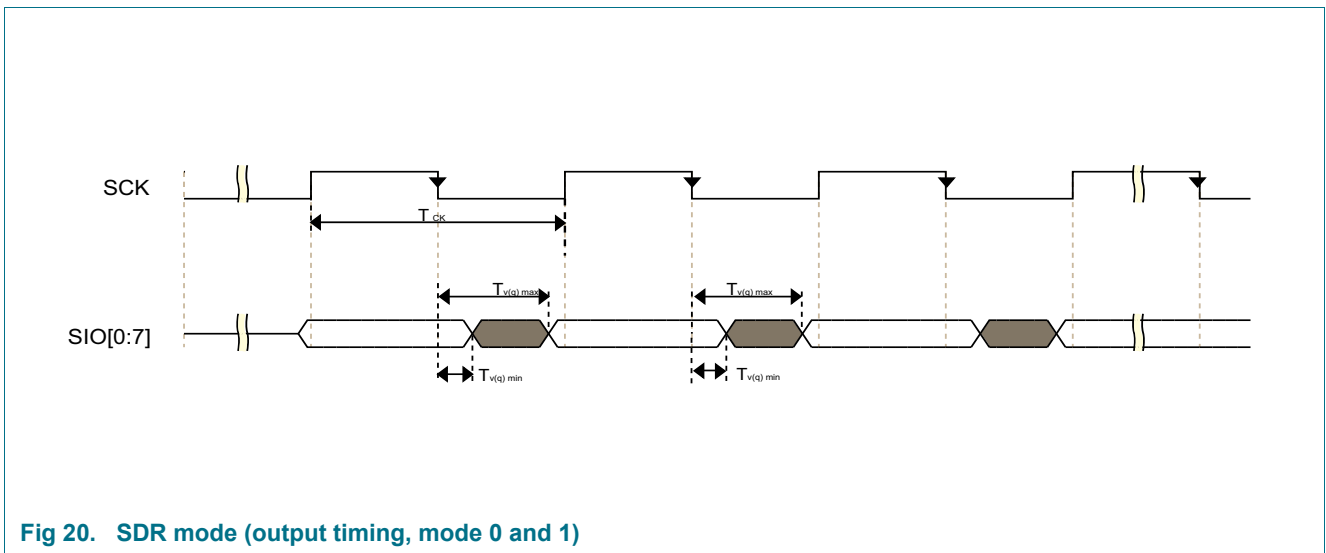 SCK
T CK
T v(q) max
T v(q) max
SIO[0:7]
T v(q) min
T v(q) min
Fig 20. SDR mode (output timing, mode 0 and 1)